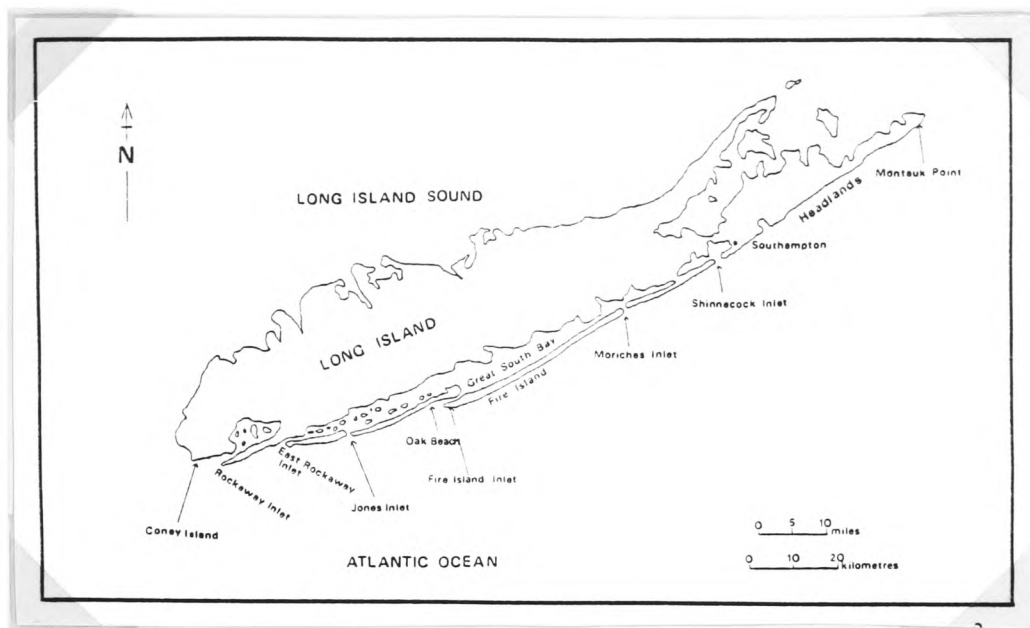 N
LONG ISLAND SOUND
Montauk Point
Headlands
Southampton
Shinnecock Inlet
LONG ISLAND
Moriches Inlet
Great South Bay
Fire Island
Oak Beach
East Rockaway
Inlet
Fire Island Inlet
Rockaway Inlet
Jones Inlet
Coney Island
0 5 10
miles
ATLANTIC OCEAN
0 10 20
kilometres